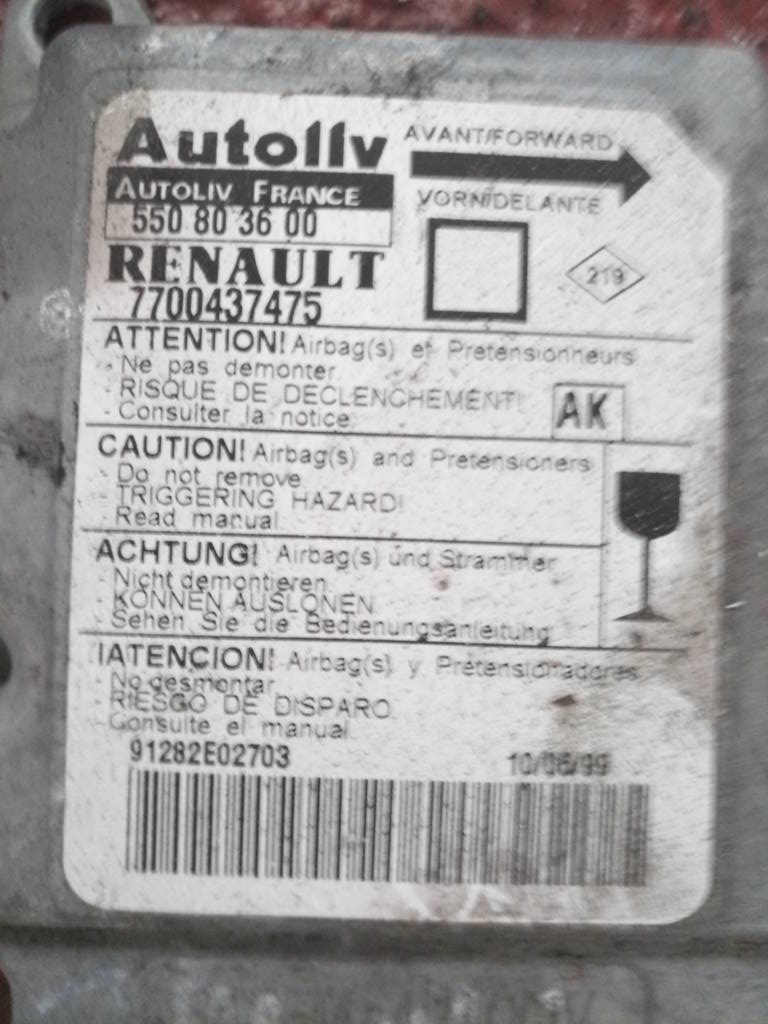 Autoliv
AVANT/FORWARD
AUTOLIV FRANCE
550 80 36 00
VORN/DELANTE
RENAULT
7700437475
219
ATTENTION! Airbag(s) et Pretensionneurs
- Ne pas demonter
- RISQUE DE DECLENCHEMENT!
- Consulter la notice
AK
CAUTION! Airbag(s) and Pretensioners
- Do not remove
- TRIGGERING HAZARD!
- Read manual
ACHTUNG! Airbag(s) und Strammer
- Nicht demontieren
- KONNEN AUSLONEN
- Sehen Sie die Bedienungsanleitung
!ATENCION! Airbag(s) y Pretensionadores
- No desmontar
- RIESGO DE DISPARO
- Consulte el manual
91282E02703
10/06/99